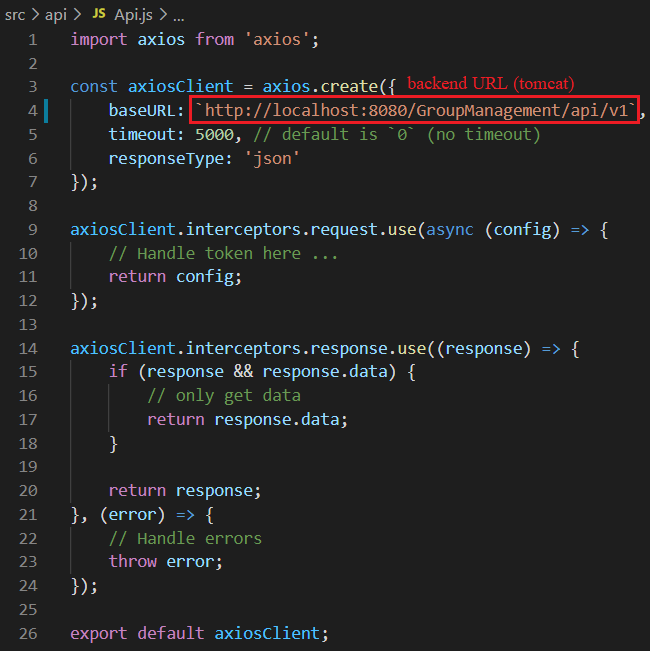 src > api > JS Api.js > ...
1 import axios from 'axios';
2
3 const axiosClient = axios.create({ backend URL (tomcat)
4 baseURL: `http://localhost:8080/GroupManagement/api/v1`,
5 timeout: 5000, // default is `0` (no timeout)
6 responseType: 'json'
7 });
8
9 axiosClient.interceptors.request.use(async (config) => {
10 // Handle token here ...
11 return config;
12 });
13
14 axiosClient.interceptors.response.use((response) => {
15 if (response && response.data) {
16 // only get data
17 return response.data;
18 }
19
20 return response;
21 }, (error) => {
22 // Handle errors
23 throw error;
24 });
25
26 export default axiosClient;